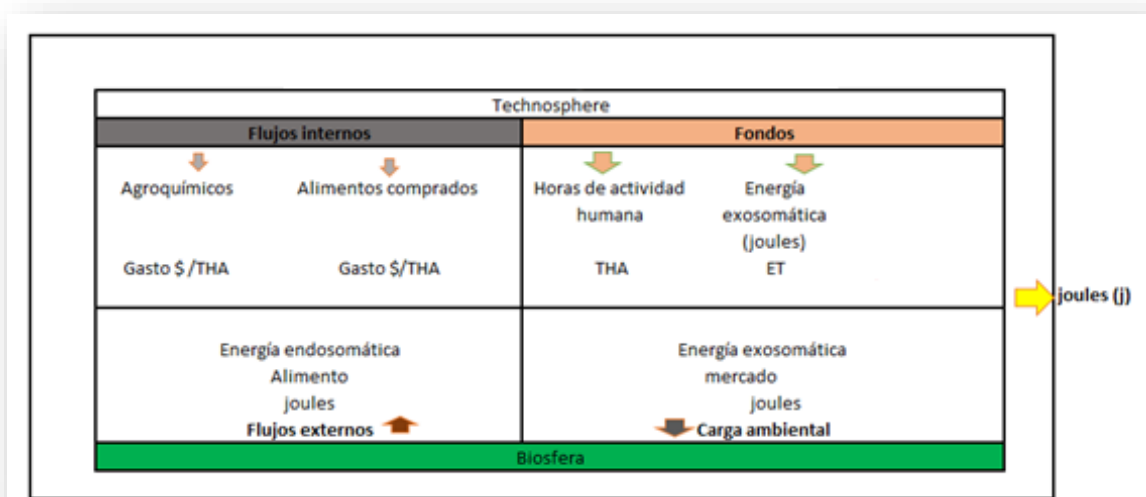 Technosphere
Flujos internos
Fondos
Agroquímicos
Alimentos comprados
Horas de actividad
humana
Energía
exosomática
(joules)
Gasto $ /THA
Gasto $/THA
THA
ET
joules (j)
Energía endosomática
Alimento
joules
Flujos externos
Energía exosomática
mercado
joules
Carga ambiental
Biosfera